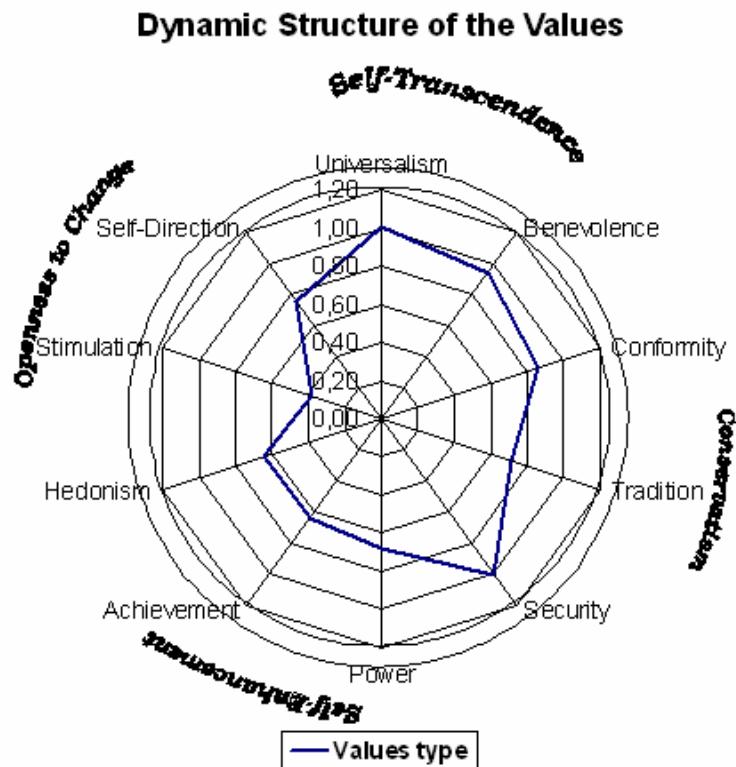 Dynamic Structure of the Values
Self-Transcendence
Universalism
1,20
Self-Direction
1,00
Benevolence
Openness to Change
0,80
0,60
Stimulation
0,40
Conformity
0,20
0,00
Conservatism
Hedonism
Tradition
Achievement
Security
Self-Enhancement
Power
Values type